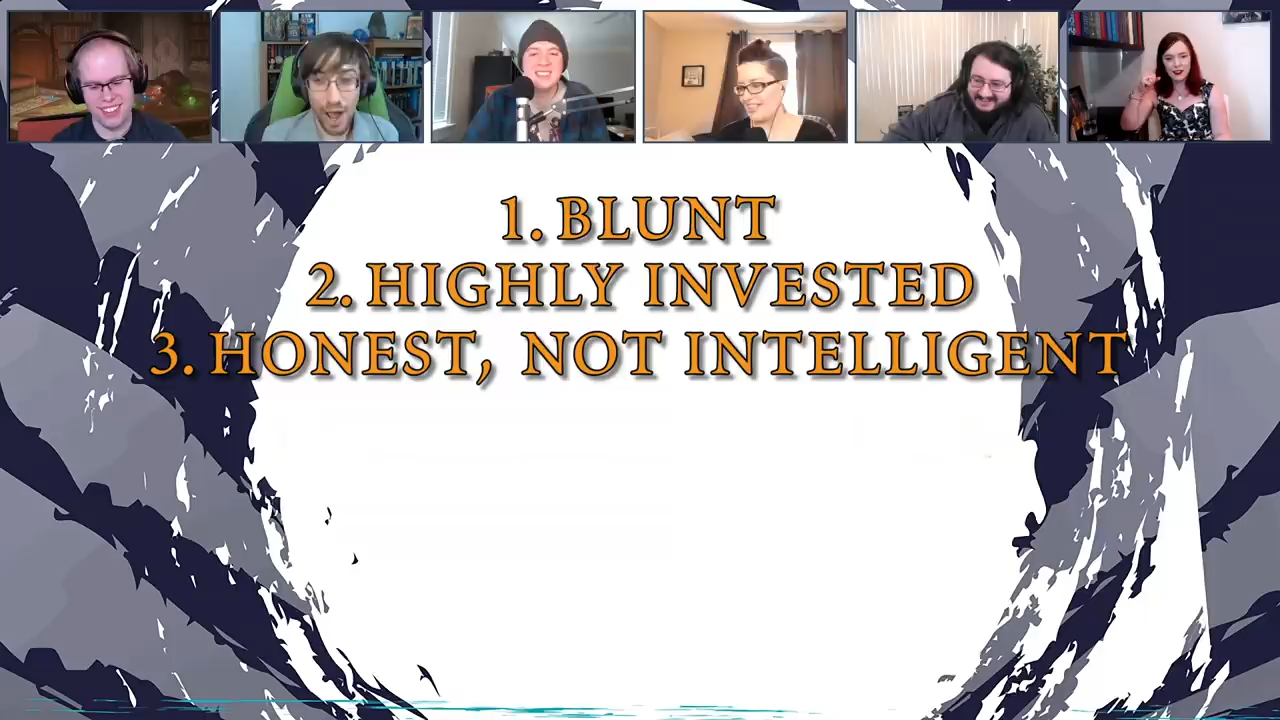 1. BLUNT
2. HIGHLY INVESTED
3. HONEST, NOT INTELLIGENT